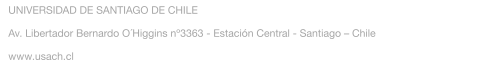 UNIVERSIDAD DE SANTIAGO DE CHILE
Av. Libertador Bernardo O´Higgins nº3363 - Estación Central - Santiago – Chile
www.usach.cl